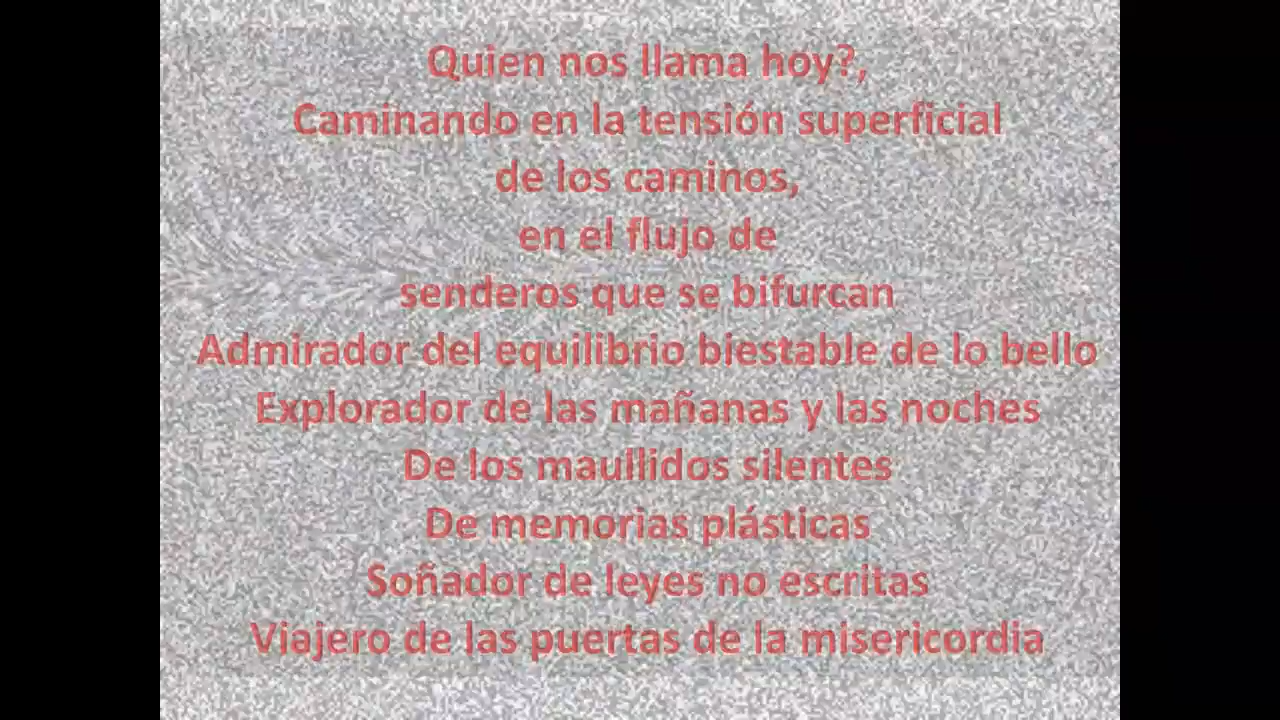 Quien nos llama hoy?,
Caminando en la tensión superficial
de los caminos,
en el flujo de
senderos que se bifurcan
Admirador del equilibrio biestable de lo bello
Explorador de las mañanas y las noches
De los maullidos silentes
De memorias plásticas
Soñador de leyes no escritas
Viajero de las puertas de la misericordia